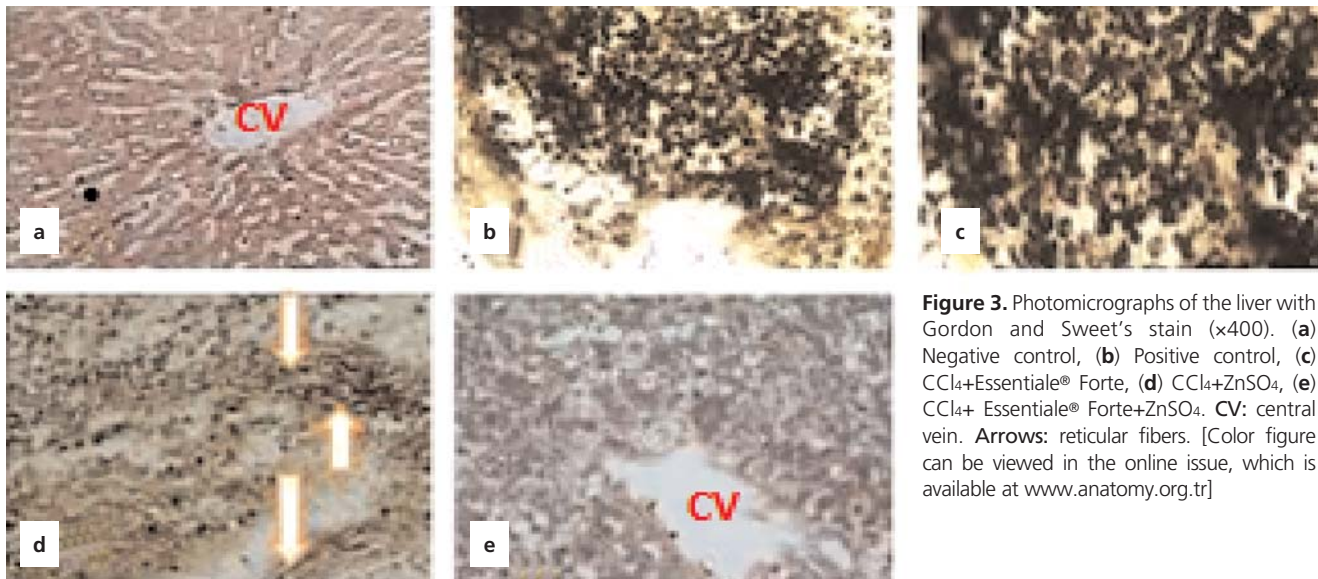 CV
a
b
c
d
CV
e
Figure 3. Photomicrographs of the liver with
Gordon and Sweet's stain (×400). (a)
Negative control, (b) Positive control, (c)
CCl₄+Essentiale® Forte, (d) CCl₄+ZnSO₄, (e)
CCl₄+ Essentiale® Forte+ZnSO₄. CV: central
vein. Arrows: reticular fibers. [Color figure
can be viewed in the online issue, which is
available at www.anatomy.org.tr]